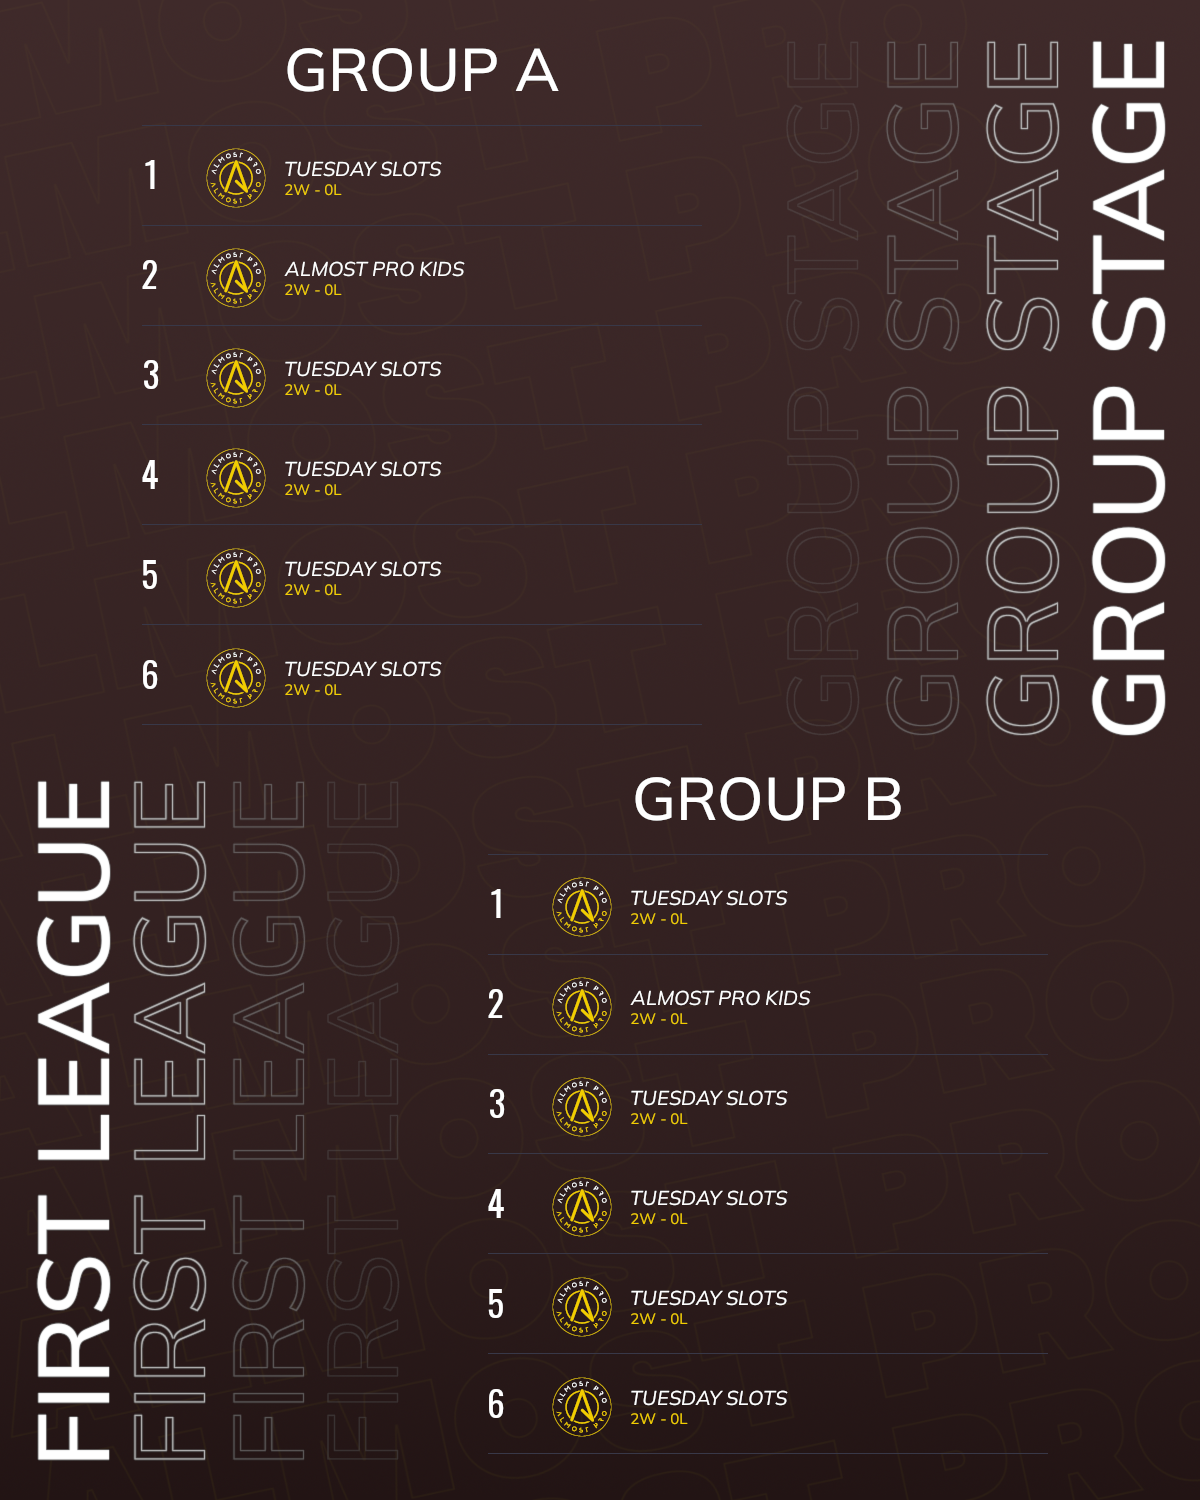 GROUP A
1
ALMOST PRO
ALMOST PRO
TUESDAY SLOTS
2W - 0L
2
ALMOST PRO
ALMOST PRO
ALMOST PRO KIDS
2W - 0L
3
ALMOST PRO
ALMOST PRO
TUESDAY SLOTS
2W - 0L
4
ALMOST PRO
ALMOST PRO
TUESDAY SLOTS
2W - 0L
5
ALMOST PRO
ALMOST PRO
TUESDAY SLOTS
2W - 0L
6
ALMOST PRO
ALMOST PRO
TUESDAY SLOTS
2W - 0L
GROUP STAGE
GROUP STAGE
GROUP STAGE
GROUP STAGE
FIRST LEAGUE
FIRST LEAGUE
FIRST LEAGUE
FIRST LEAGUE
GROUP B
1
ALMOST PRO
ALMOST PRO
TUESDAY SLOTS
2W - 0L
2
ALMOST PRO
ALMOST PRO
ALMOST PRO KIDS
2W - 0L
3
ALMOST PRO
ALMOST PRO
TUESDAY SLOTS
2W - 0L
4
ALMOST PRO
ALMOST PRO
TUESDAY SLOTS
2W - 0L
5
ALMOST PRO
ALMOST PRO
TUESDAY SLOTS
2W - 0L
6
ALMOST PRO
ALMOST PRO
TUESDAY SLOTS
2W - 0L